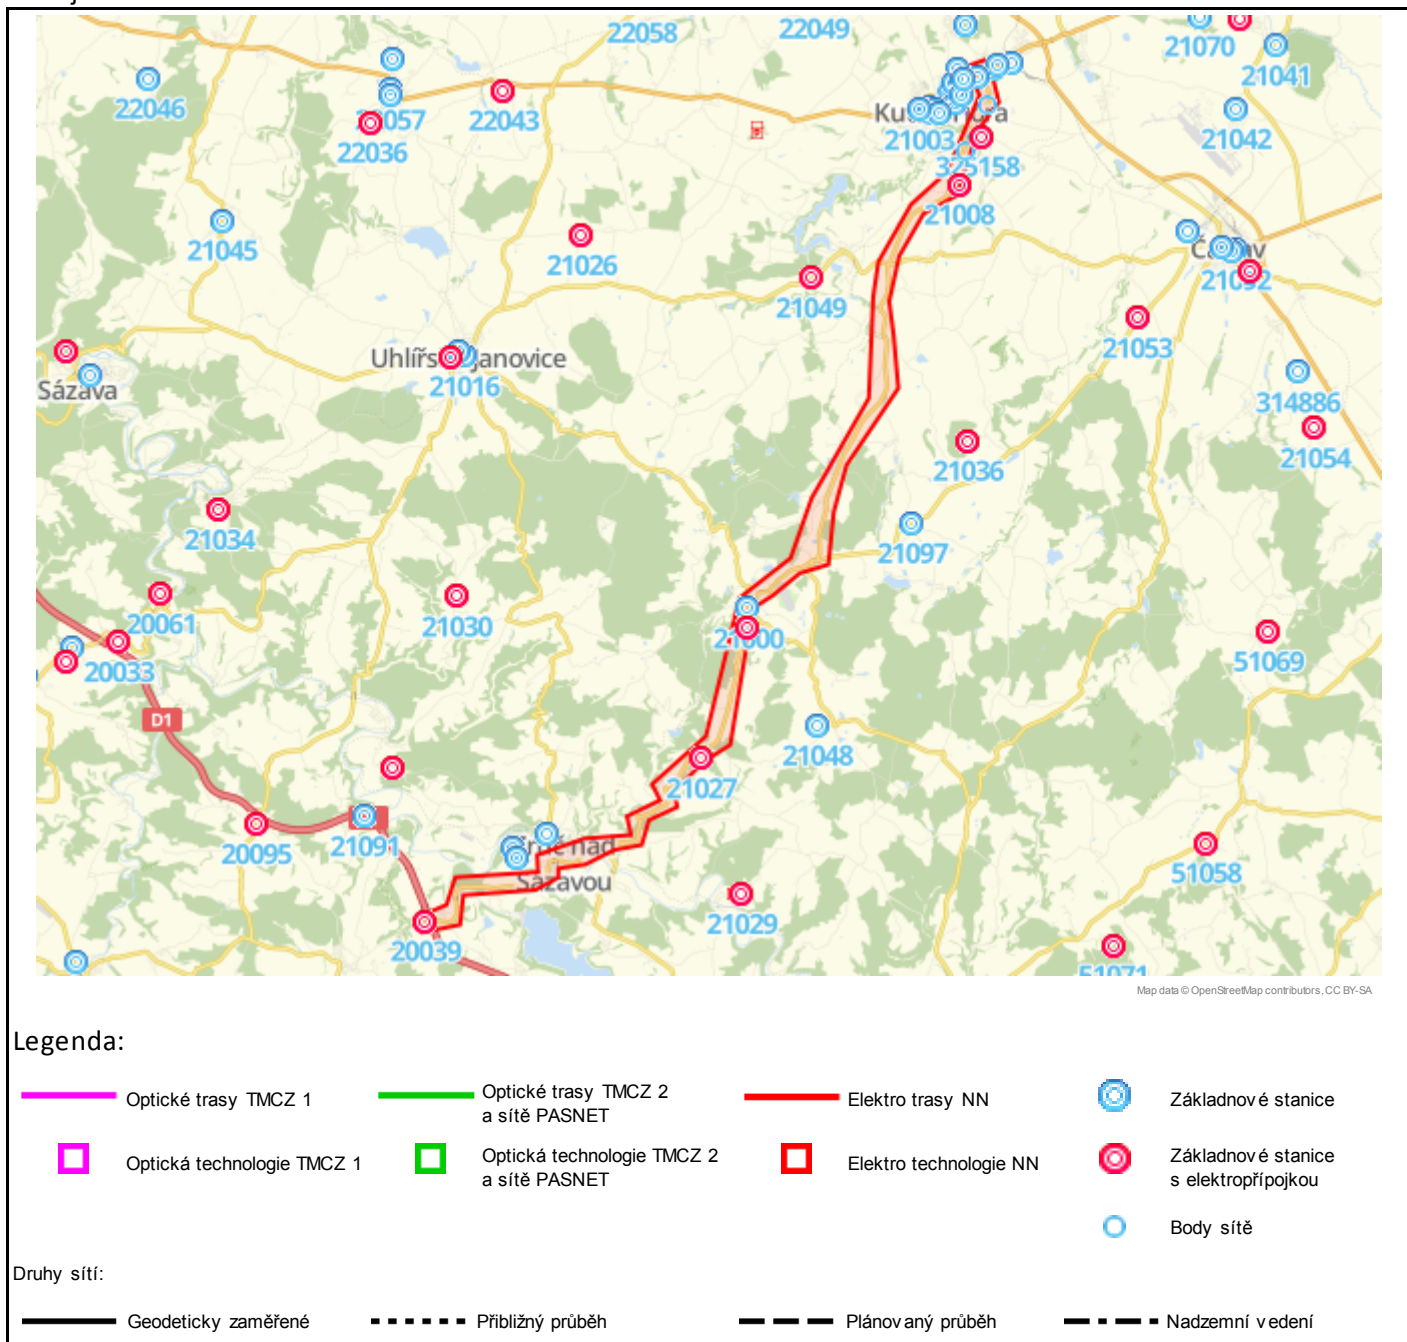 22058
22049
21070
21041
22046
22057
22043
22036
21042
21003
325158
21008
21045
21026
21049
21092
21053
Uhlířs
janovice
21016
Sázava
314886
21054
21036
21034
21097
20061
21030
20033
51069
D1
21048
21027
20095
21091
51058
nad
Sázavou
21029
20039
51071
Map data © OpenStreetMap contributors, CC BY-SA
Legenda:
Optické trasy TMCZ 1
Optické trasy TMCZ 2
a sítě PASNET
Elektro trasy NN
Základnové stanice
Optická technologie TMCZ 1
Optická technologie TMCZ 2
a sítě PASNET
Elektro technologie NN
Základnové stanice
s elektropřípojkou
Body sítě
Druhy sítí:
Geodeticky zaměřené
Přibližný průběh
Plánovaný průběh
Nadzemní vedení